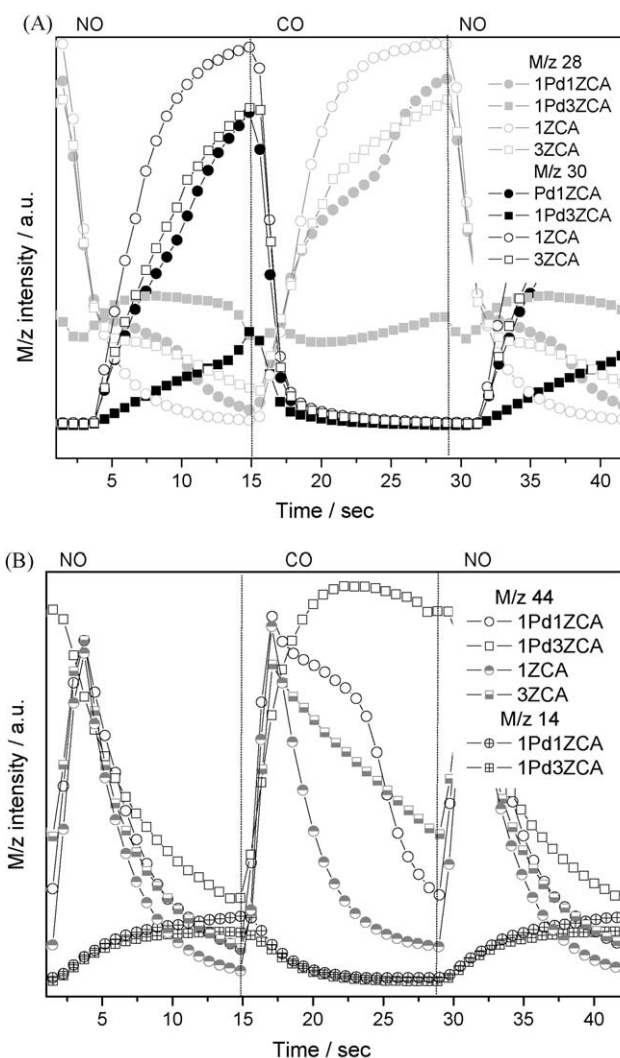 (A)
NO CO NO
M/z 28
1Pd1ZCA
1Pd3ZCA
1ZCA
3ZCA
M/z 30
Pd1ZCA
1Pd3ZCA
1ZCA
3ZCA
M/z intensity / a.u.
5 10 15 20 25 30 35 40
Time / sec
(B)
NO CO NO
M/z 44
1Pd1ZCA
1Pd3ZCA
1ZCA
3ZCA
M/z 14
1Pd1ZCA
1Pd3ZCA
M/z intensity / a.u.
5 10 15 20 25 30 35 40
Time / sec